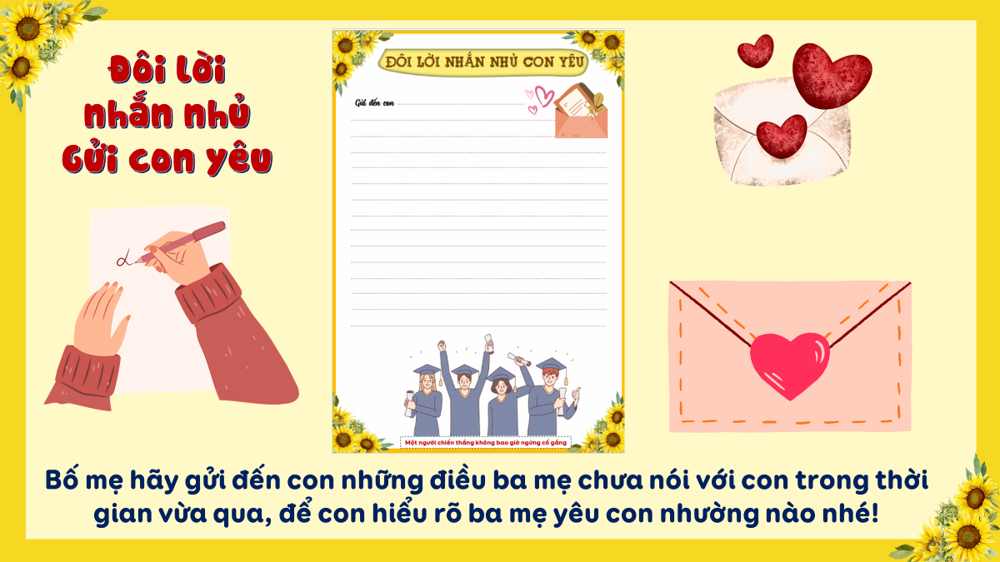 Đôi lời
nhắn nhủ
Gửi con yêu
ĐÔI LỜI NHẮN NHỦ CON YÊU
Gửi đến con
Một người chiến thắng không bao giờ ngừng cố gắng
Bố mẹ hãy gửi đến con những điều ba mẹ chưa nói với con trong thời
gian vừa qua, để con hiểu rõ ba mẹ yêu con nhường nào nhé!